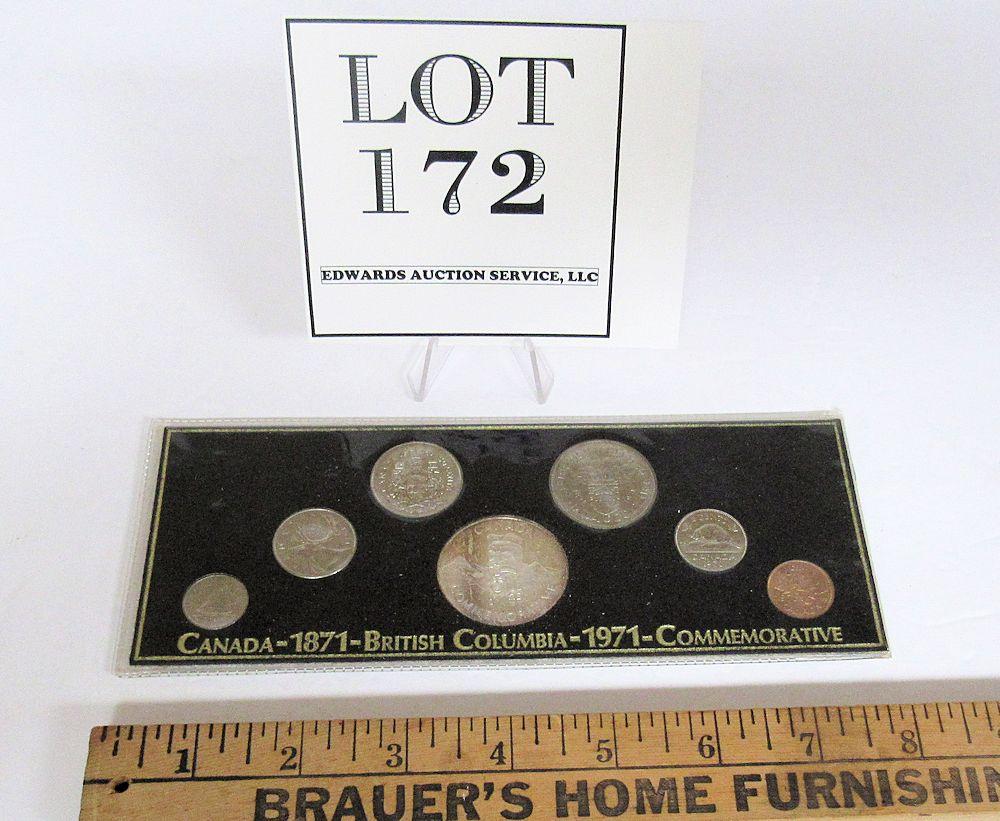 LOT
172
EDWARDS AUCTION SERVICE, LLC
CANADA-1871-BRITISH COLUMBIA-1971-COMMEMORATIVE
1 2 3 4 5 6 7 8
BRAUER'S HOME FURNISHIN